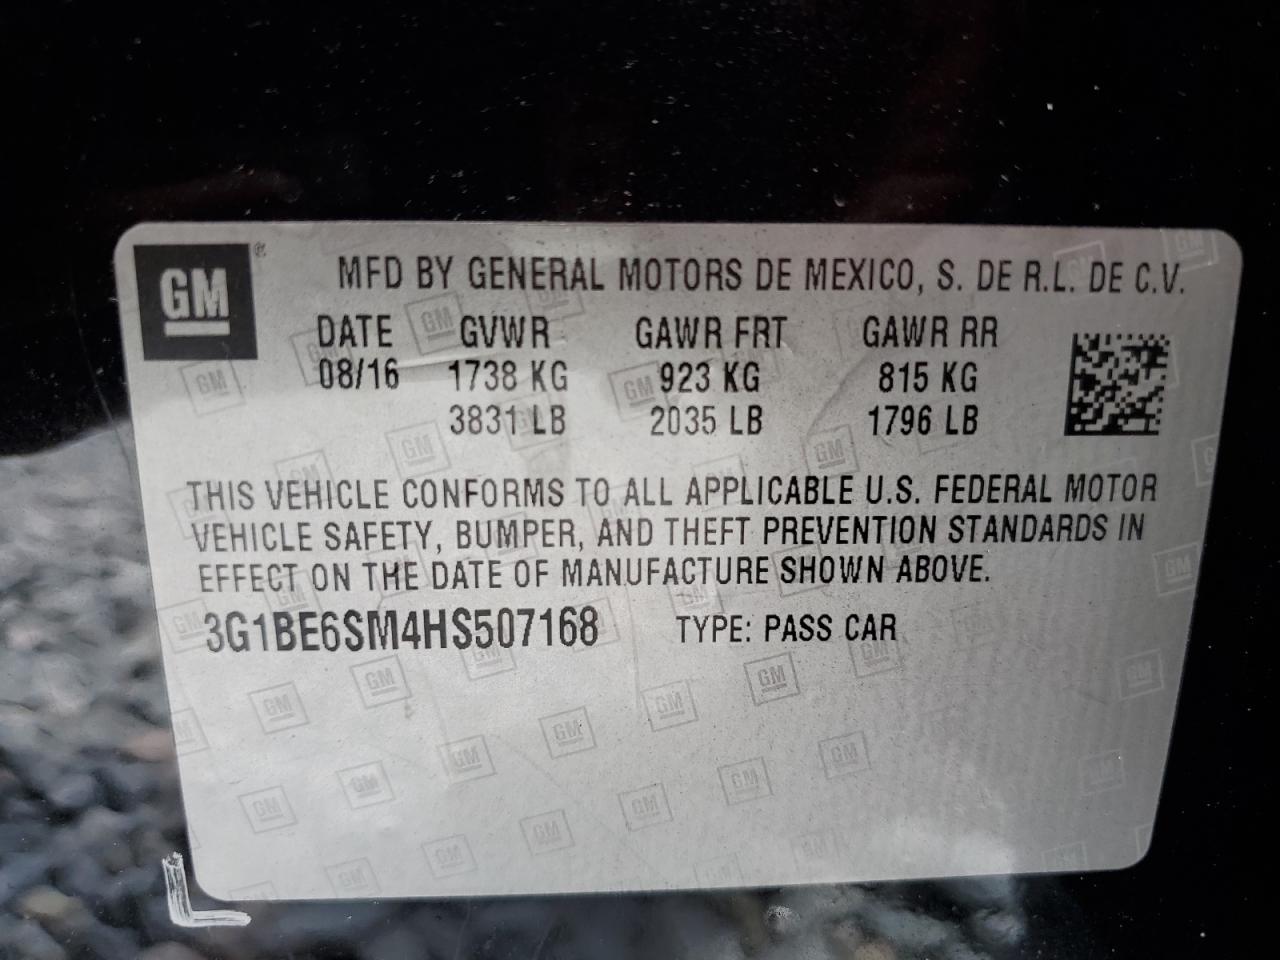 GM
MFD BY GENERAL MOTORS DE MEXICO, S. DE R.L. DE C.V.
DATE GVWR GAWR FRT GAWR RR
08/16 1738 KG 923 KG 815 KG
3831 LB 2035 LB 1796 LB
THIS VEHICLE CONFORMS TO ALL APPLICABLE U.S. FEDERAL MOTOR
VEHICLE SAFETY, BUMPER, AND THEFT PREVENTION STANDARDS IN
EFFECT ON THE DATE OF MANUFACTURE SHOWN ABOVE.
3G1BE6SM4HS507168 TYPE: PASS CAR